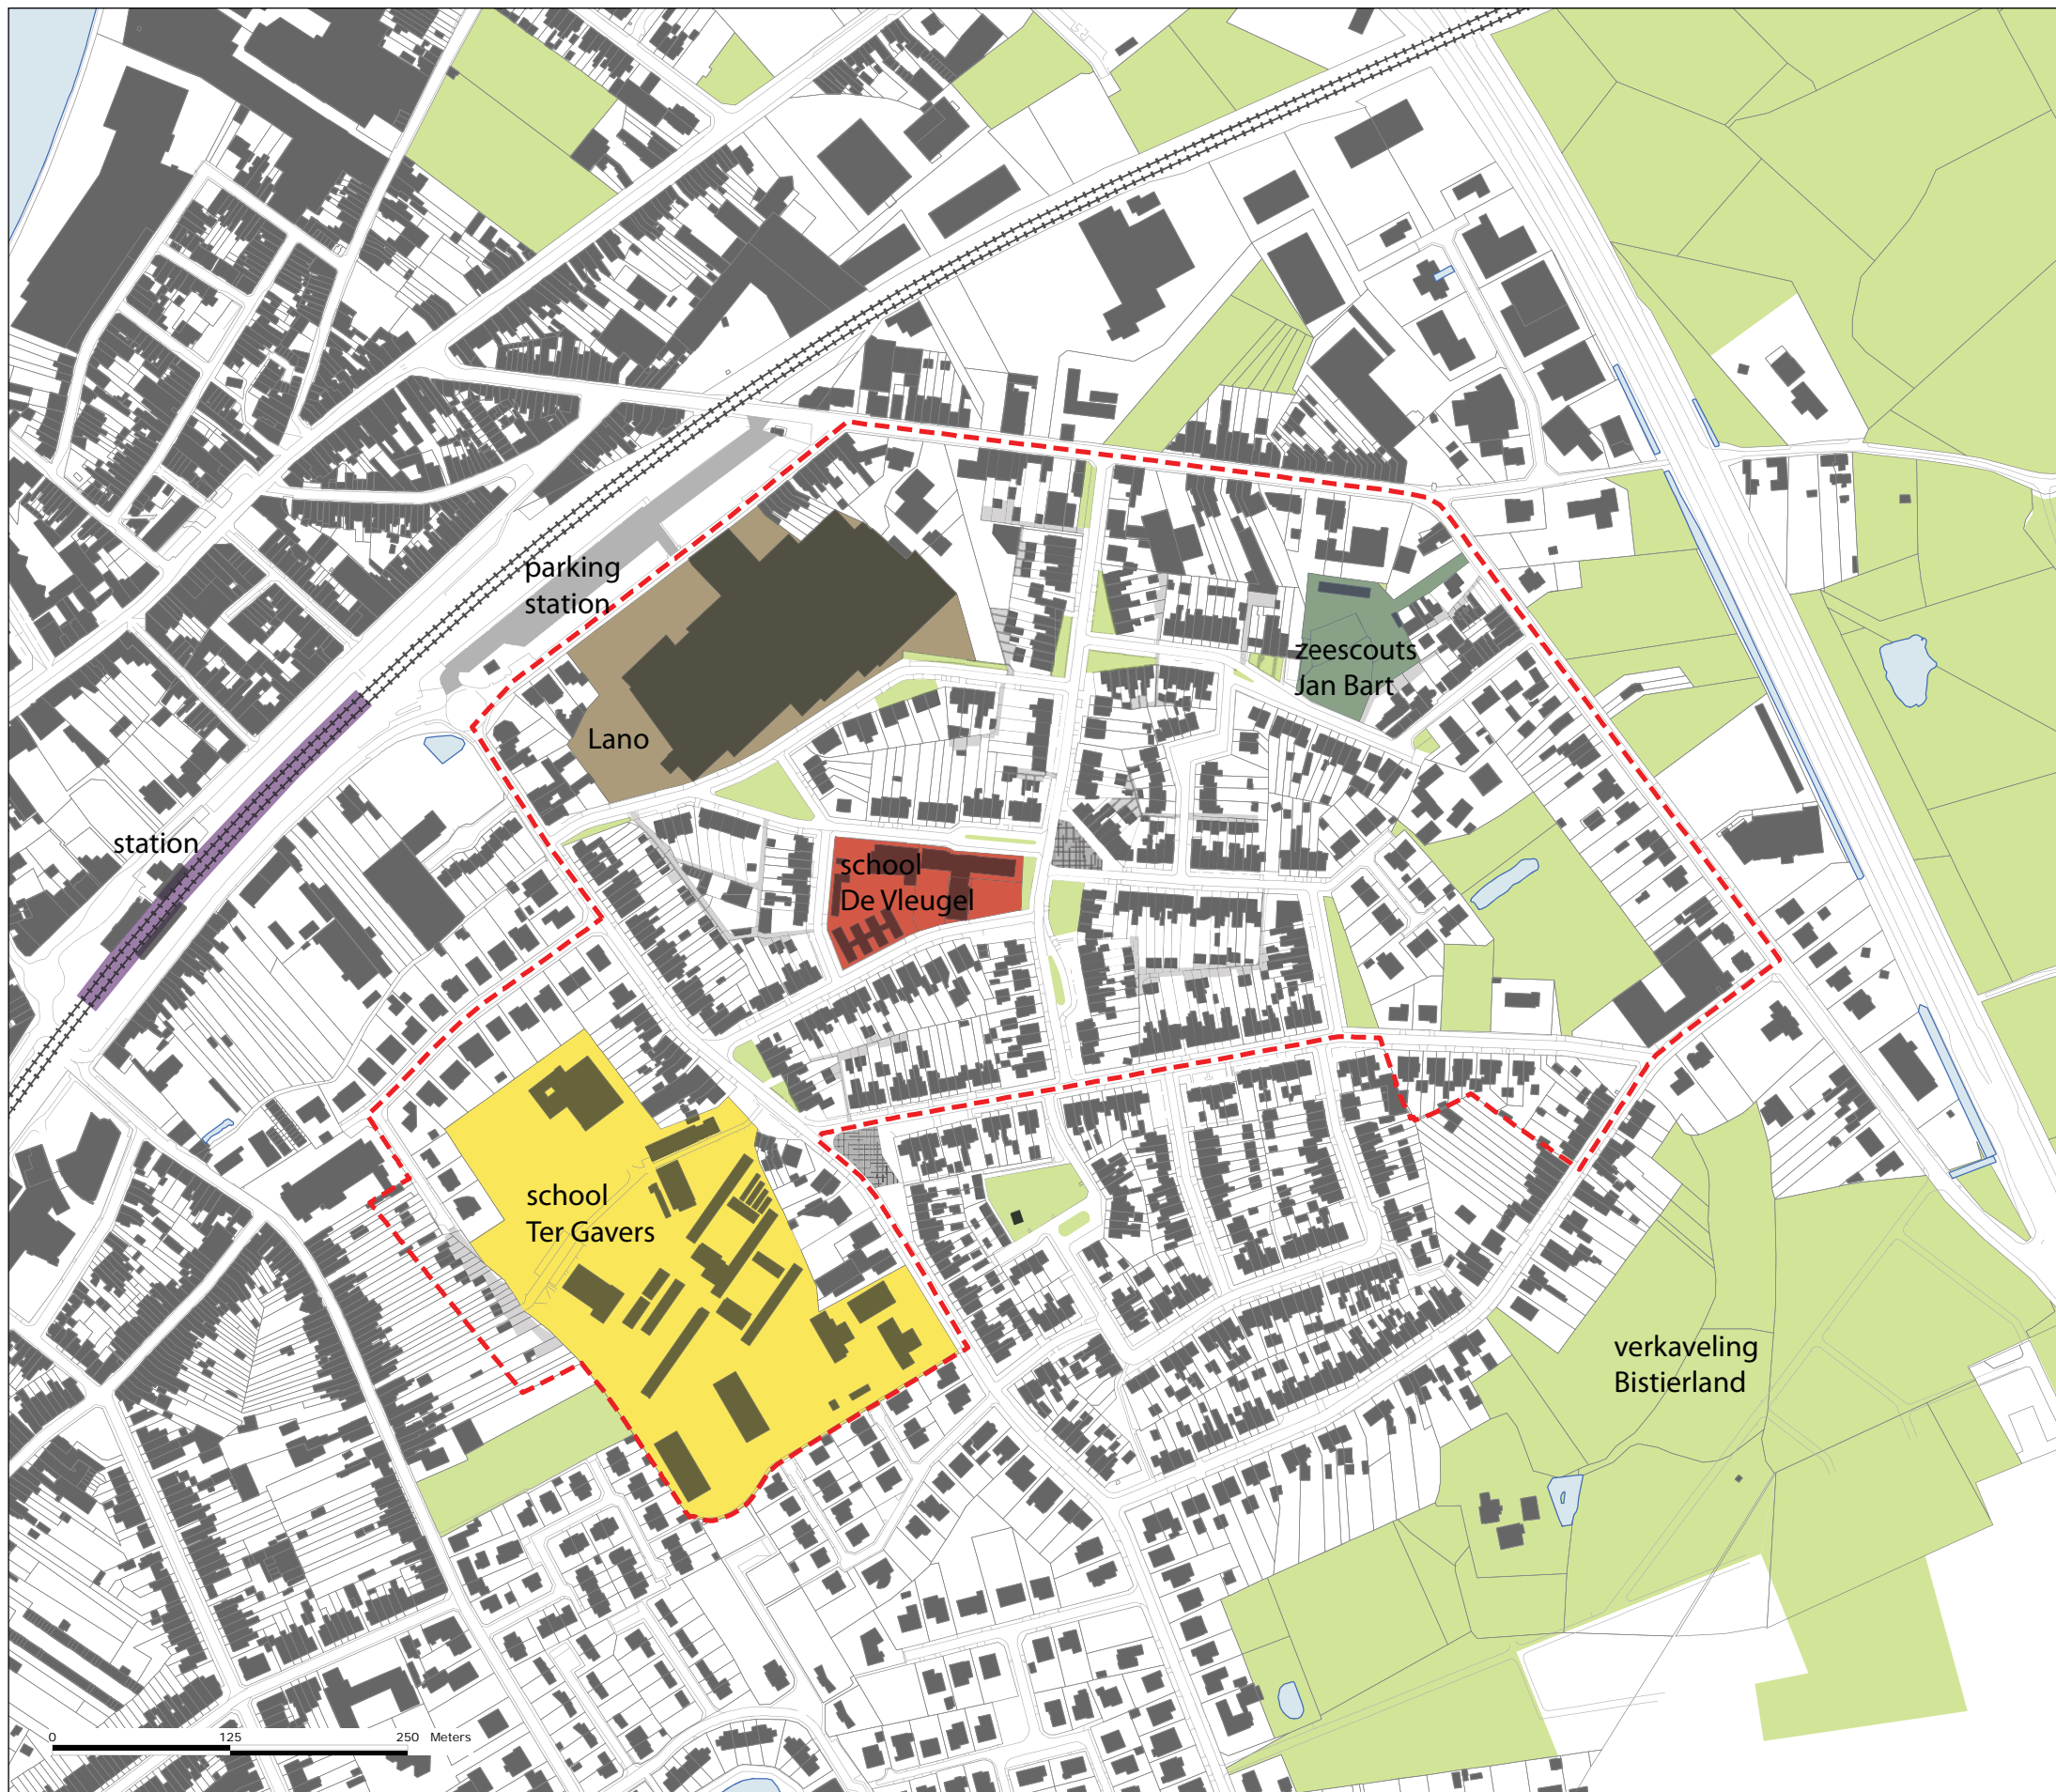 parking
station
zeescouts
Jan Bart
Lano
station
school
De Vleugel
school
Ter Gavers
verkaveling
Bistierland
0 125 250 Meters